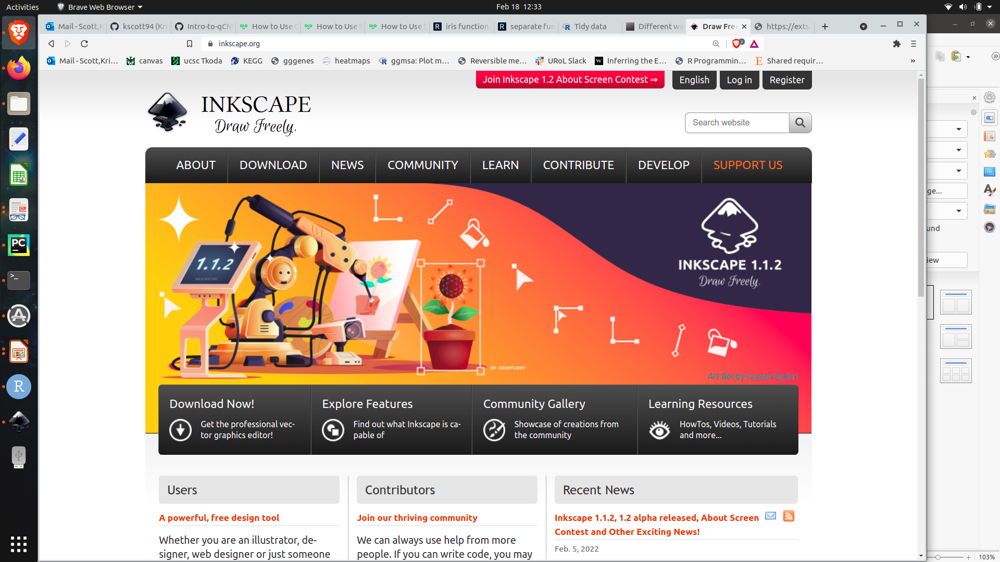 Activities
Brave Web Browser
Feb 18 12:33
Mail - Scott,K
kscott94 (Kri
Intro-to-qCM
How to Use
How to Use
How to Use
iris function
separate fun
Tidy data
Different wa
Draw Free
https://exts.
inkscape.org
2
Mail - Scott,Kri...
canvas
ucsc Tkoda
KEGG
gggenes
heatmaps
ggmsa: Plot m...
Reversible me...
URoL Slack
Inferring the E...
R Programmin...
Shared requir...
»
Join Inkscape 1.2 About Screen Contest ⇒
English
Log in
Register
INKSCAPE
Draw Freely.
Search website
ABOUT
DOWNLOAD
NEWS
COMMUNITY
LEARN
CONTRIBUTE
DEVELOP
SUPPORT US
1.1.2
INKSCAPE.ORG
INKSCAPE 1.1.2
Draw Freely.
BY : OZANTLIUKY
Art Bot by Fauzan Syukri
Download Now!
Get the professional vec-
tor graphics editor!
Explore Features
Find out what Inkscape is ca-
pable of
Community Gallery
Showcase of creations from
the community
Learning Resources
HowTos, Videos, Tutorials
and more...
Users
A powerful, free design tool
Whether you are an illustrator, de-
signer, web designer or just someone
Contributors
Join our thriving community
We can always use help from more
people. If you can write code, you may
Recent News
Inkscape 1.1.2, 1.2 alpha released, About Screen
Contest and Other Exciting News!
Feb. 5, 2022
ge...
und
iew
103%
PC
>_
R